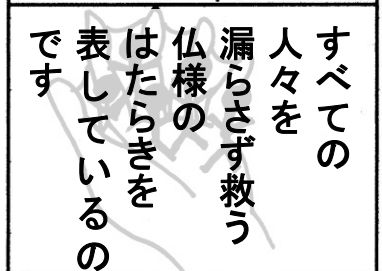 すべての
人々を
漏らさず救う
仏様の
はたらきを
表しているの
です